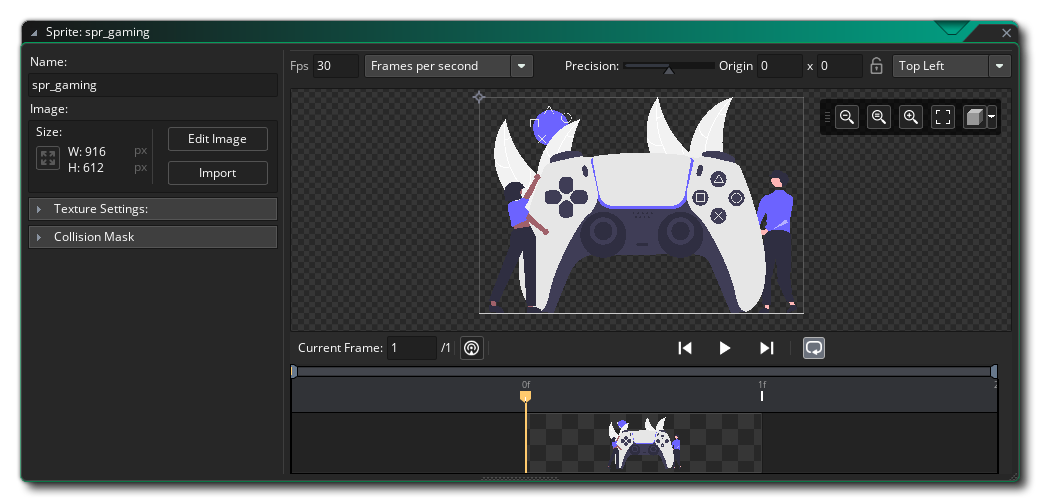 Sprite: spr_gaming
Name:
spr_gaming
Image:
Size:
W: 916 px
H: 612 px
Edit Image
Import
Texture Settings:
Collision Mask
Fps 30 Frames per second Precision: Origin 0 x 0 Top Left
Current Frame: 1 /1
0f 1f